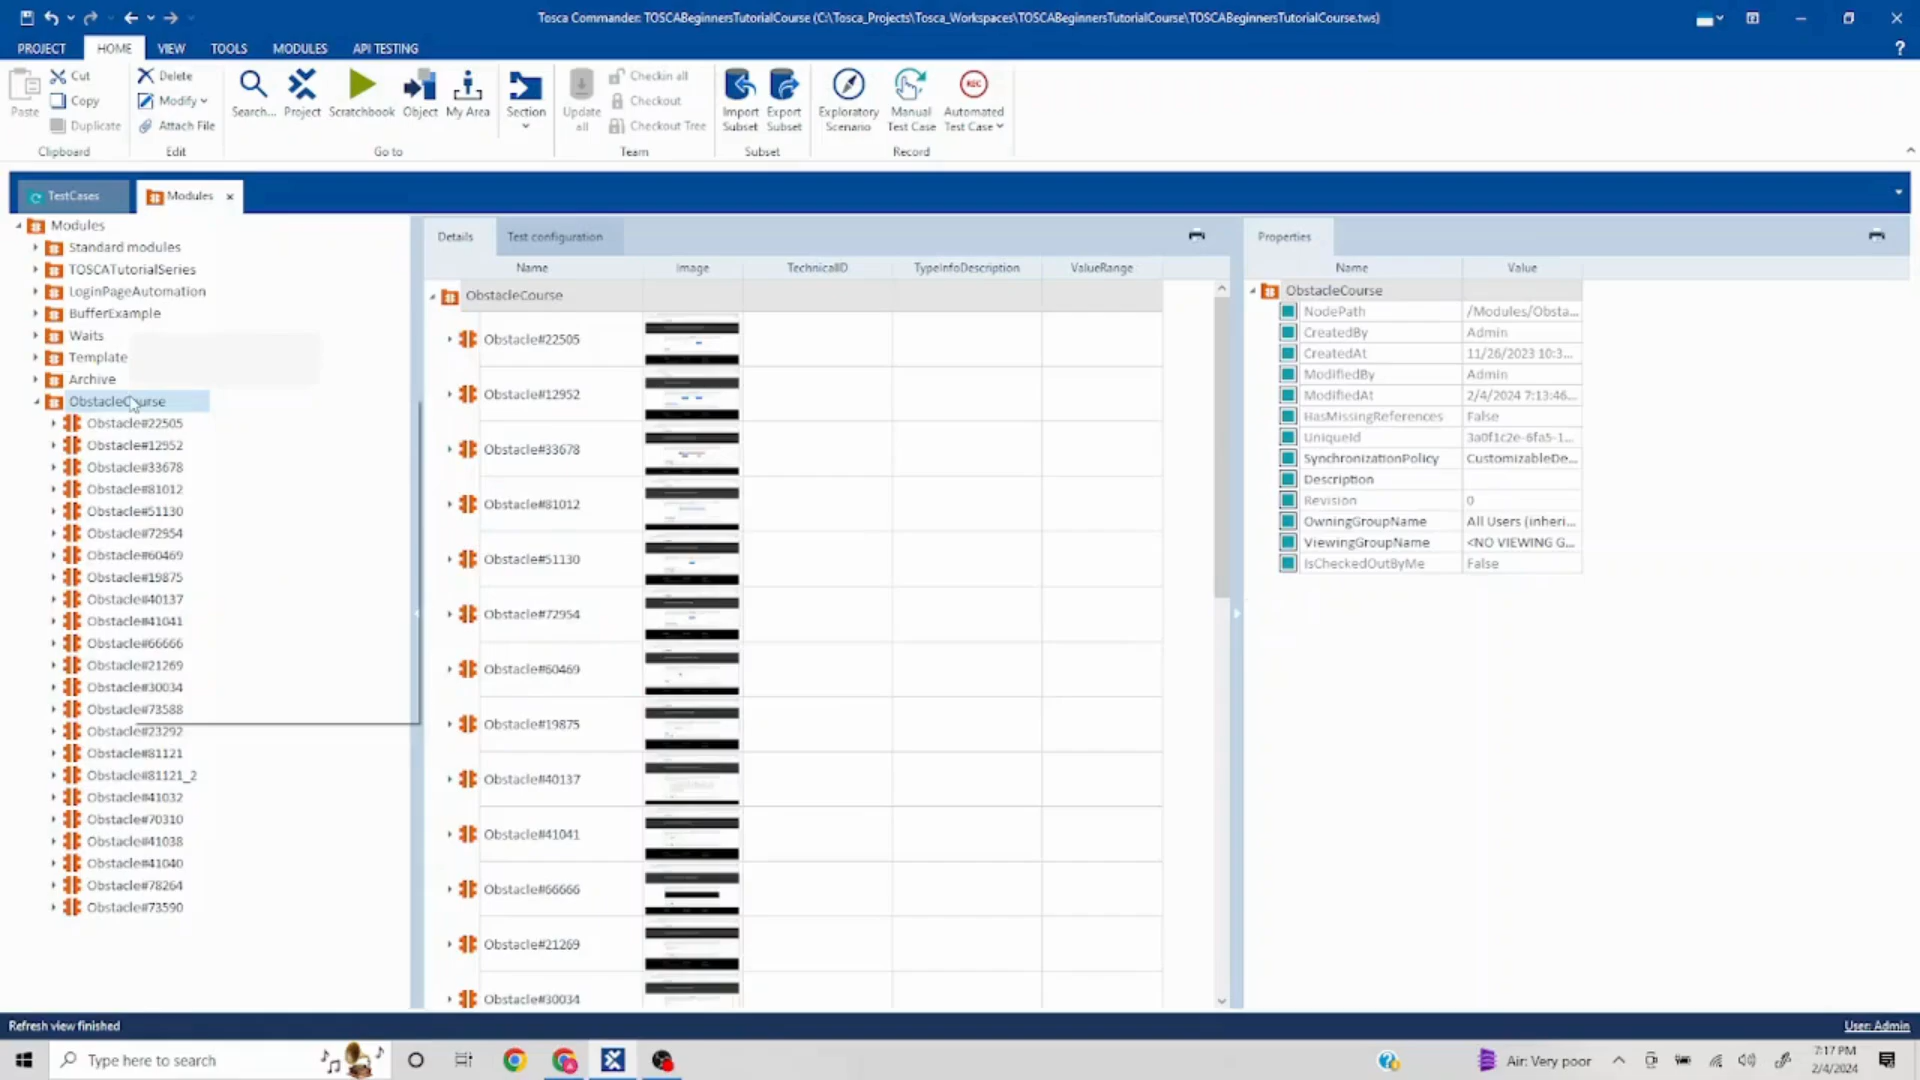 Tosca Commander: TOSCABeginnersTutorialCourse (C:\Tosca_Projects\Tosca_Workspaces\TOSCABeginnersTutorialCourse\TOSCABeginnersTutorialCourse.tws)
PROJECT HOME VIEW TOOLS MODULES API TESTING ?
Paste Cut Copy Duplicate Clipboard
Delete Modify Attach File Edit
Search... Project Scratchbook Object My Area Section Go to
Update all Checkin all Checkout Checkout Tree Team
Import Subset Export Subset Subset
Exploratory Scenario Manual Test Case REC Automated Test Case Record
TestCases Modules x
Modules
Standard modules
TOSCATutorialSeries
LoginPageAutomation
BufferExample
Waits
Template
Archive
ObstacleCourse
Obstacle#22505
Obstacle#12952
Obstacle#33678
Obstacle#81012
Obstacle#51130
Obstacle#72954
Obstacle#60469
Obstacle#19875
Obstacle#40137
Obstacle#41041
Obstacle#66666
Obstacle#21269
Obstacle#30034
Obstacle#73588
Obstacle#23292
Obstacle#81121
Obstacle#81121_2
Obstacle#41032
Obstacle#70310
Obstacle#41038
Obstacle#41040
Obstacle#78264
Obstacle#73590
Details Test configuration
Name Image TechnicalID TypeInfoDescription ValueRange
ObstacleCourse
Obstacle#22505
Obstacle#12952
Obstacle#33678
Obstacle#81012
Obstacle#51130
Obstacle#72954
Obstacle#60469
Obstacle#19875
Obstacle#40137
Obstacle#41041
Obstacle#66666
Obstacle#21269
Obstacle#30034
Properties
Name Value
ObstacleCourse
NodePath /Modules/Obsta...
CreatedBy Admin
CreatedAt 11/26/2023 10:3...
ModifiedBy Admin
ModifiedAt 2/4/2024 7:13:46...
HasMissingReferences False
UniqueId 3a0f1c2e-6fa5-1...
SynchronizationPolicy CustomizableDe...
Description
Revision 0
OwningGroupName All Users (inheri...
ViewingGroupName <NO VIEWING G...
IsCheckedOutByMe False
Refresh view finished User: Admin
Type here to search Air: Very poor 7:17 PM
2/4/2024